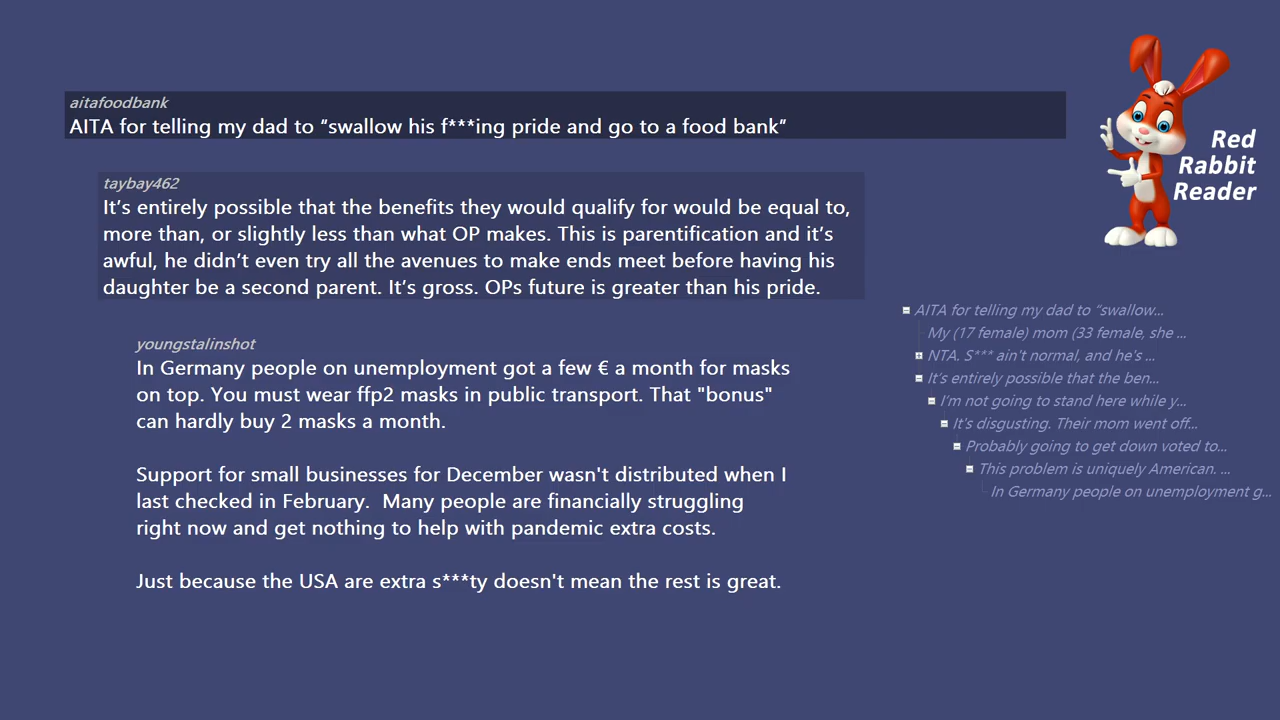 aitafoodbank
AITA for telling my dad to “swallow his f***ing pride and go to a food bank”
taybay462
It’s entirely possible that the benefits they would qualify for would be equal to,
more than, or slightly less than what OP makes. This is parentification and it’s
awful, he didn’t even try all the avenues to make ends meet before having his
daughter be a second parent. It’s gross. OPs future is greater than his pride.
youngstalinshot
In Germany people on unemployment got a few € a month for masks
on top. You must wear ffp2 masks in public transport. That "bonus"
can hardly buy 2 masks a month.
Support for small businesses for December wasn't distributed when I
last checked in February.  Many people are financially struggling
right now and get nothing to help with pandemic extra costs.
Just because the USA are extra s***ty doesn't mean the rest is great.
Red
Rabbit
Reader
AITA for telling my dad to “swallow...
My (17 female) mom (33 female, she ...
NTA. S*** ain't normal, and he's ...
It’s entirely possible that the ben...
I’m not going to stand here while y...
It's disgusting. Their mom went off...
Probably going to get down voted to...
This problem is uniquely American. ...
In Germany people on unemployment g...